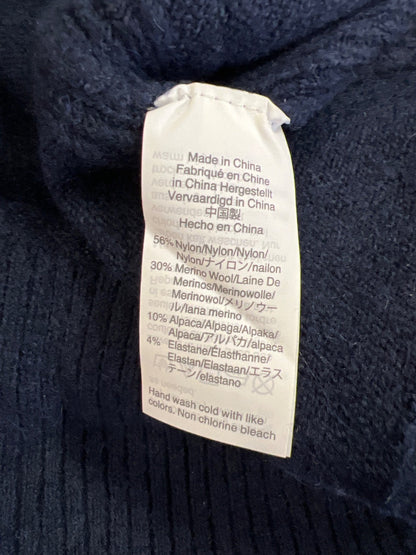 Made in China
Fabriqué en Chine
in China Hergestellt
Vervaardigd in China
中国製
Hecho en China
56% Nylon/Nylon/Nylon/
Nylon/ナイロン/nailon
30% Merino Wool/Laine De
Merinos/Merinowolle/
Merinowol/メリノウー
ル/lana merino
10% Alpaca/Alpaga/Alpaka/
Alpaca/アルパカ/alpaca
4% Elastane/Élasthanne/
Elastan/Elastaan/エラス
テーン/elastano
Hand wash cold with like
colors. Non chlorine bleach